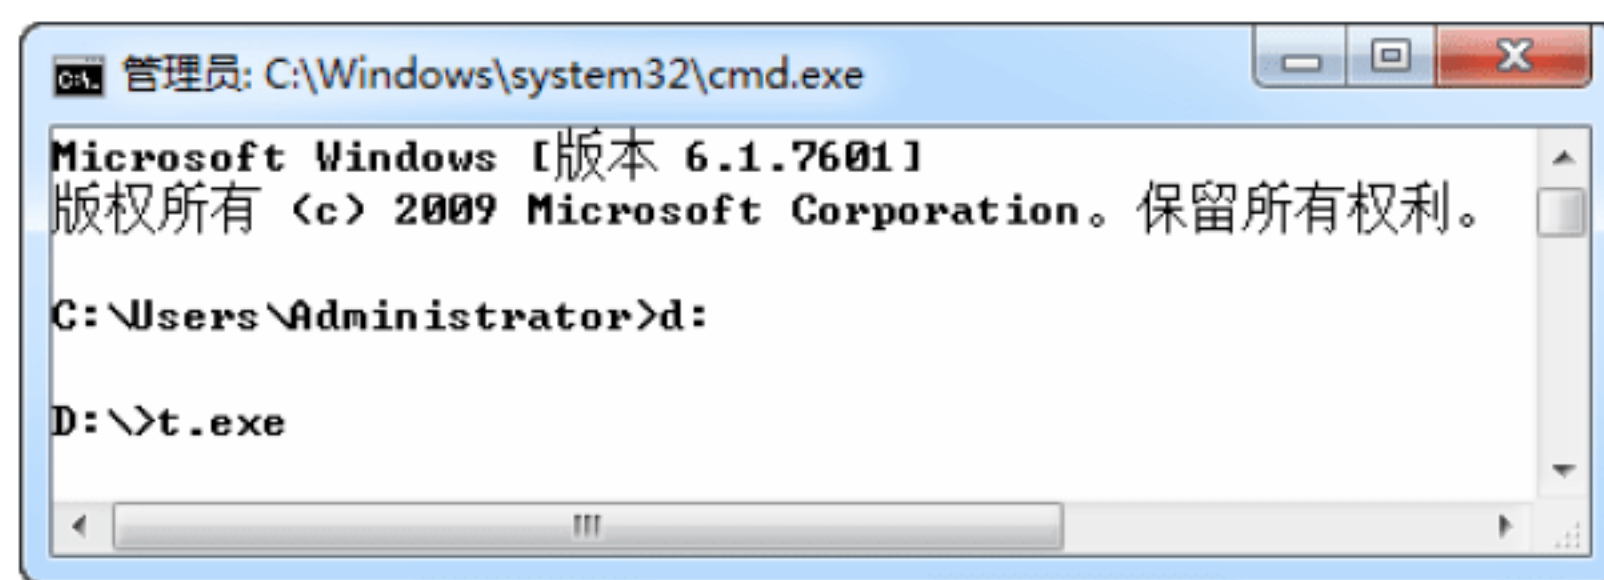 管理员: C:\Windows\system32\cmd.exe
Microsoft Windows [版本 6.1.7601]
版权所有 (c) 2009 Microsoft Corporation。保留所有权利。
C:\Users\Administrator>d:
D:\>t.exe